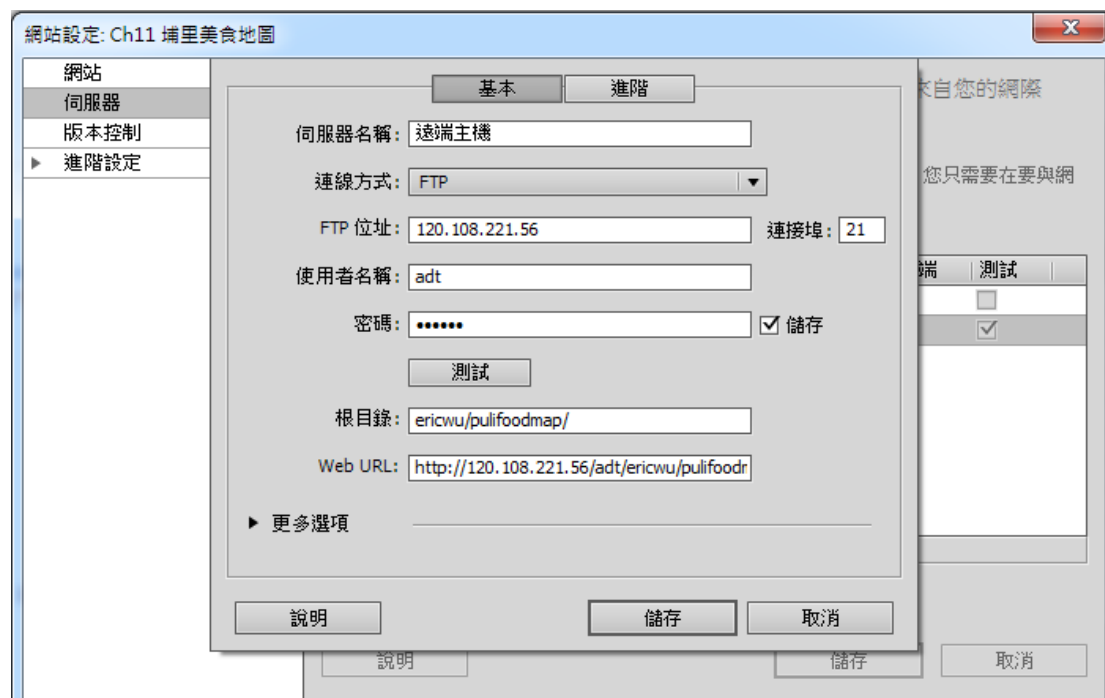 網站設定: Ch11 埔里美食地圖
網站
伺服器
版本控制
進階設定
基本
進階
伺服器名稱: 遠端主機
連線方式: FTP
FTP 位址: 120.108.221.56 連接埠: 21
使用者名稱: adt
密碼: •••••• 儲存
測試
根目錄: ericwu/pulifoodmap/
Web URL: http://120.108.221.56/adt/ericwu/pulifoodr
更多選項
說明 儲存 取消
來自您的網際
您只需要在要與網
端 測試
說明 儲存 取消